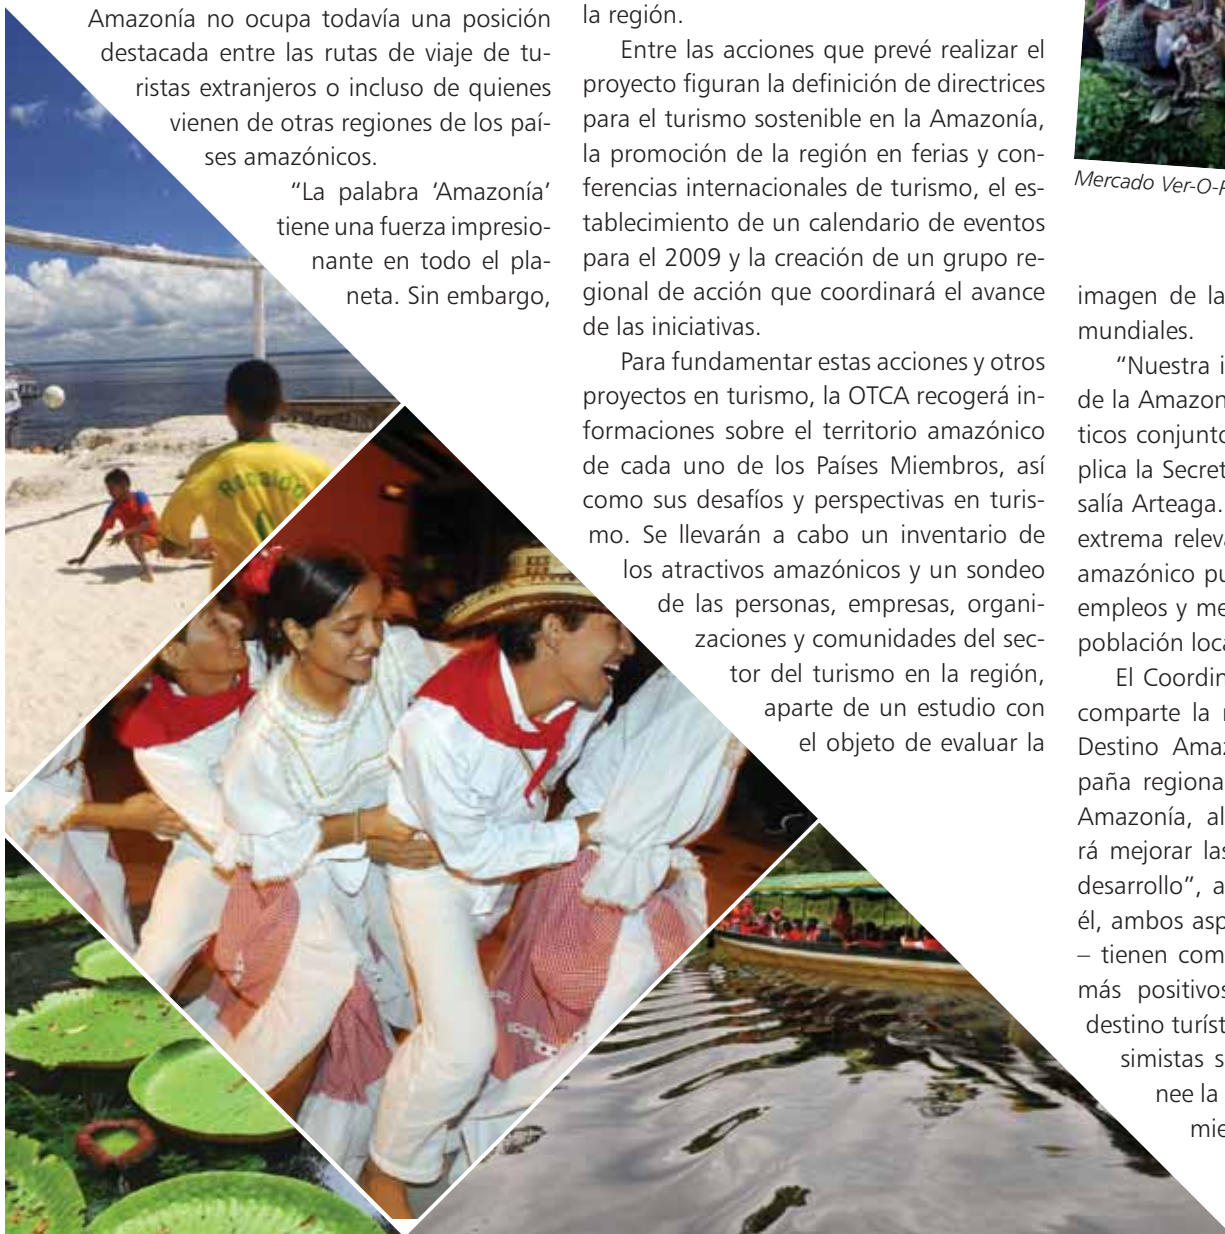 Amazonía no ocupa todavía una posición
destacada entre las rutas de viaje de tu-
ristas extranjeros o incluso de quienes
vienen de otras regiones de los paí-
ses amazónicos.
“La palabra ‘Amazonía’
tiene una fuerza impresio-
nante en todo el pla-
neta. Sin embargo,
la región.
Entre las acciones que prevé realizar el
proyecto figuran la definición de directrices
para el turismo sostenible en la Amazonía,
la promoción de la región en ferias y con-
ferencias internacionales de turismo, el es-
tablecimiento de un calendario de eventos
para el 2009 y la creación de un grupo re-
gional de acción que coordinará el avance
de las iniciativas.
Para fundamentar estas acciones y otros
proyectos en turismo, la OTCA recogerá in-
formaciones sobre el territorio amazónico
de cada uno de los Países Miembros, así
como sus desafíos y perspectivas en turis-
mo. Se llevarán a cabo un inventario de
los atractivos amazónicos y un sondeo
de las personas, empresas, organi-
zaciones y comunidades del sec-
tor del turismo en la región,
aparte de un estudio con
el objeto de evaluar la
Mercado Ver-O-
imagen de la
mundiales.
“Nuestra i
de la Amazon
ticos conjunto
plica la Secret
salía Arteaga.
extrema releva
amazónico pu
empleos y me
población loca
El Coordin
comparte la
Destino Amaz
paña regiona
Amazonía, al
rá mejorar las
desarrollo”, a
él, ambos asp
– tienen com
más positivos
destino turíst
simistas s
nee la
mie
Ronaldo